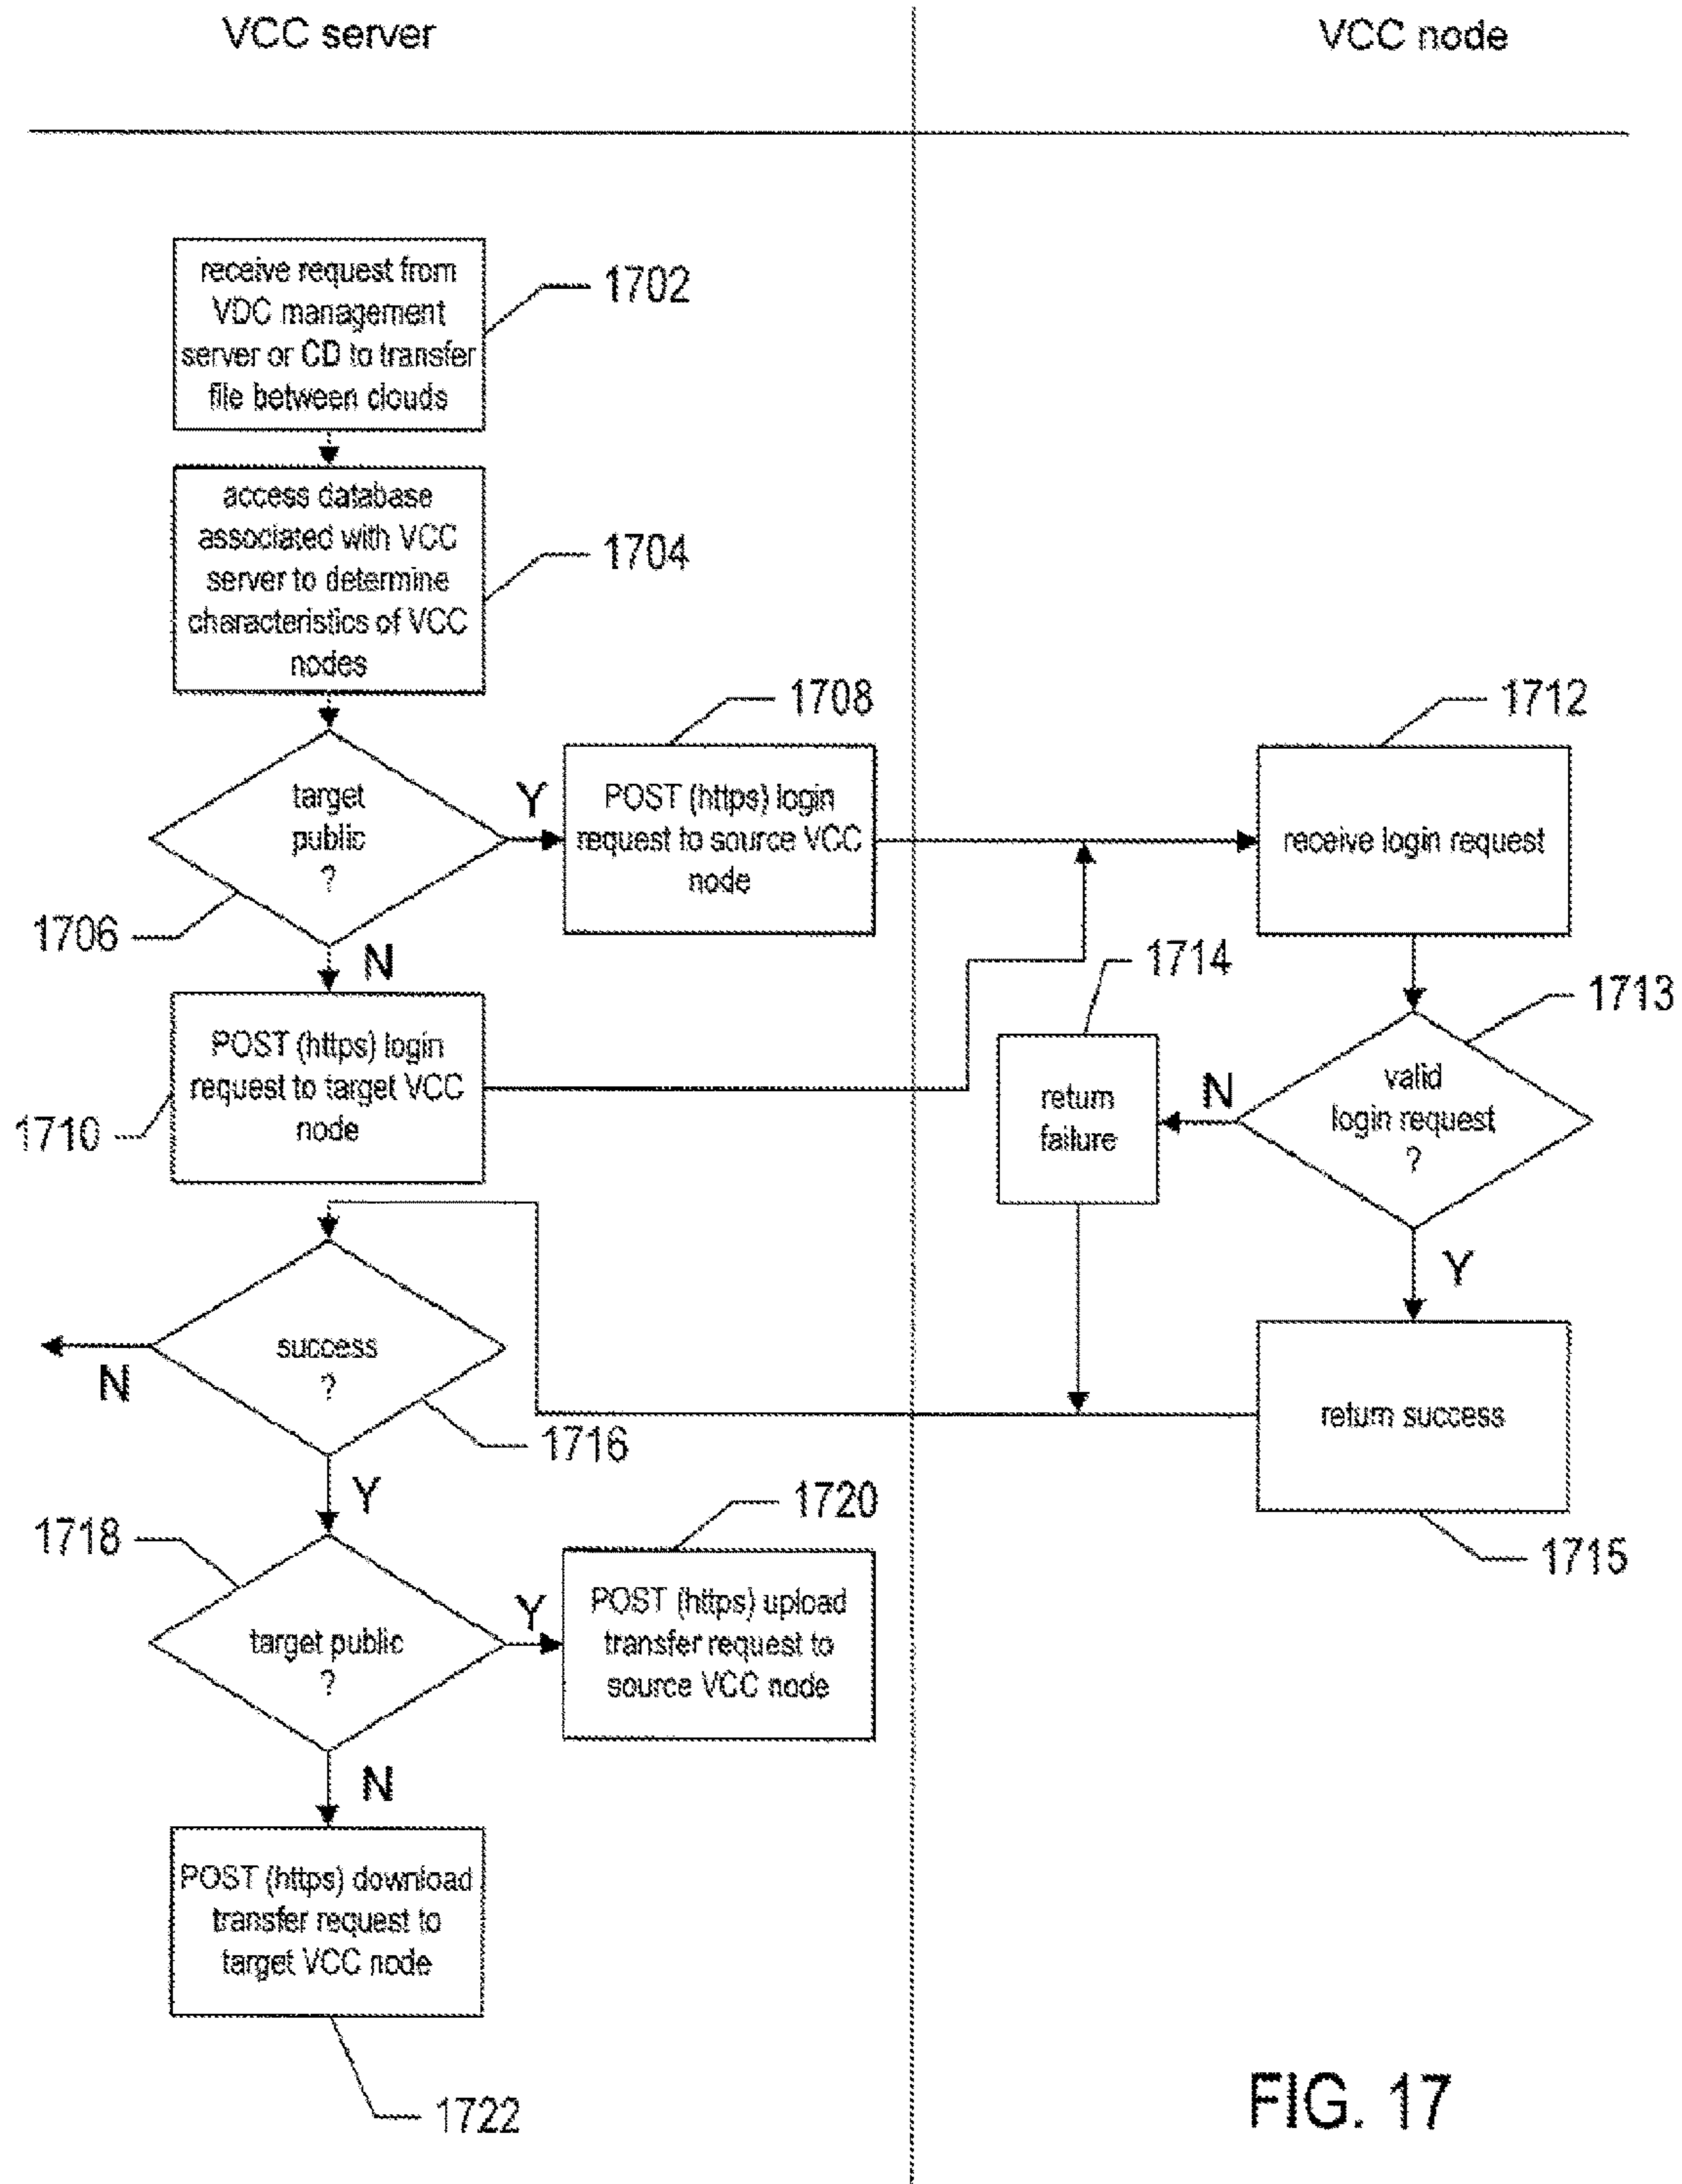 VCC server
VCC node
receive request from
VDC management
server or CD to transfer
file between clouds
1702
access database
associated with VCC
server to determine
characteristics of VCC
nodes
1704
target
public
?
1706
Y
N
1708
POST (https) login
request to source VCC
node
1710
POST (https) login
request to target VCC
node
1712
receive login request
1713
valid
login request
?
N
Y
1714
return
failure
return success
1715
success
?
1716
N
Y
1718
target public
?
Y
N
1720
POST (https) upload
transfer request to
source VCC node
POST (https) download
transfer request to
target VCC node
1722
FIG. 17